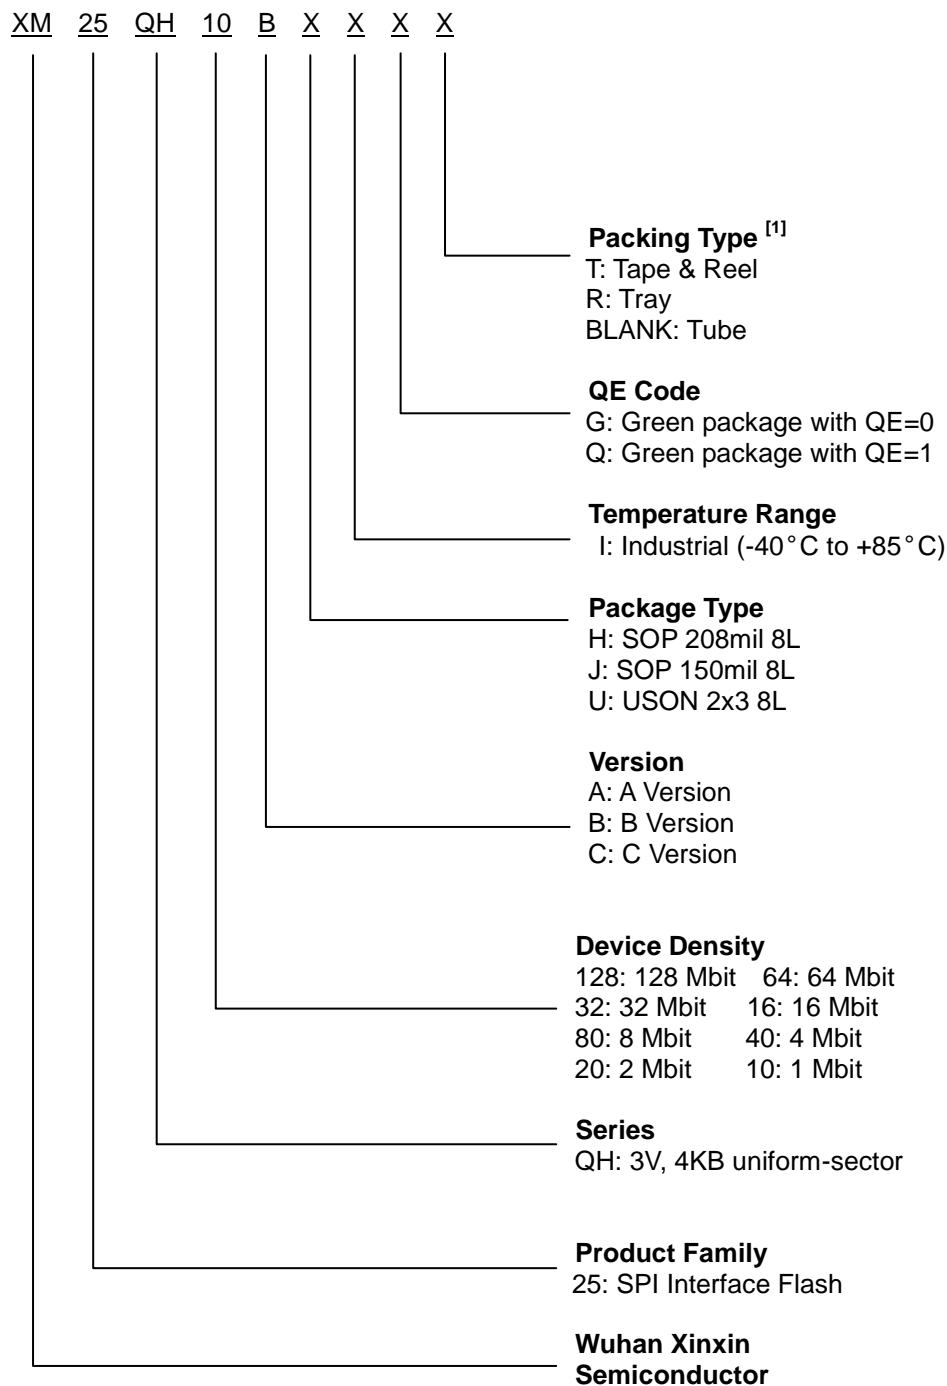 XM 25 QH 10 B X X X X
Packing Type [1]
T: Tape & Reel
R: Tray
BLANK: Tube
QE Code
G: Green package with QE=0
Q: Green package with QE=1
Temperature Range
I: Industrial (-40°C to +85°C)
Package Type
H: SOP 208mil 8L
J: SOP 150mil 8L
U: USON 2x3 8L
Version
A: A Version
B: B Version
C: C Version
Device Density
128: 128 Mbit 64: 64 Mbit
32: 32 Mbit 16: 16 Mbit
80: 8 Mbit 40: 4 Mbit
20: 2 Mbit 10: 1 Mbit
Series
QH: 3V, 4KB uniform-sector
Product Family
25: SPI Interface Flash
Wuhan Xinxin
Semiconductor